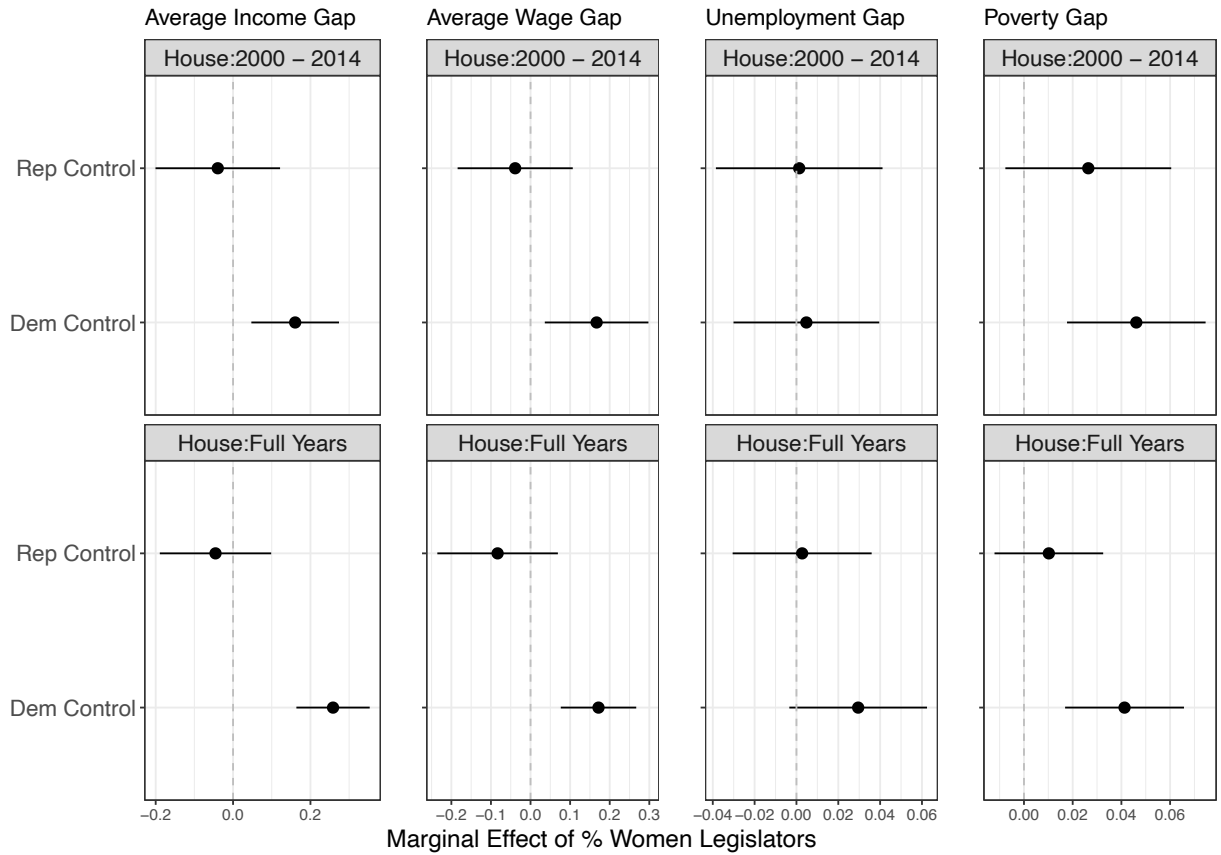 Average Income Gap
Average Wage Gap
Unemployment Gap
Poverty Gap
House:2000 − 2014
House:2000 − 2014
House:2000 − 2014
House:2000 − 2014
Rep Control
Dem Control
House:Full Years
House:Full Years
House:Full Years
House:Full Years
Rep Control
Dem Control
−0.2 0.0 0.2
−0.2 −0.1 0.0 0.1 0.2 0.3
−0.04 −0.02 0.00 0.02 0.04 0.06
0.00 0.02 0.04 0.06
Marginal Effect of % Women Legislators